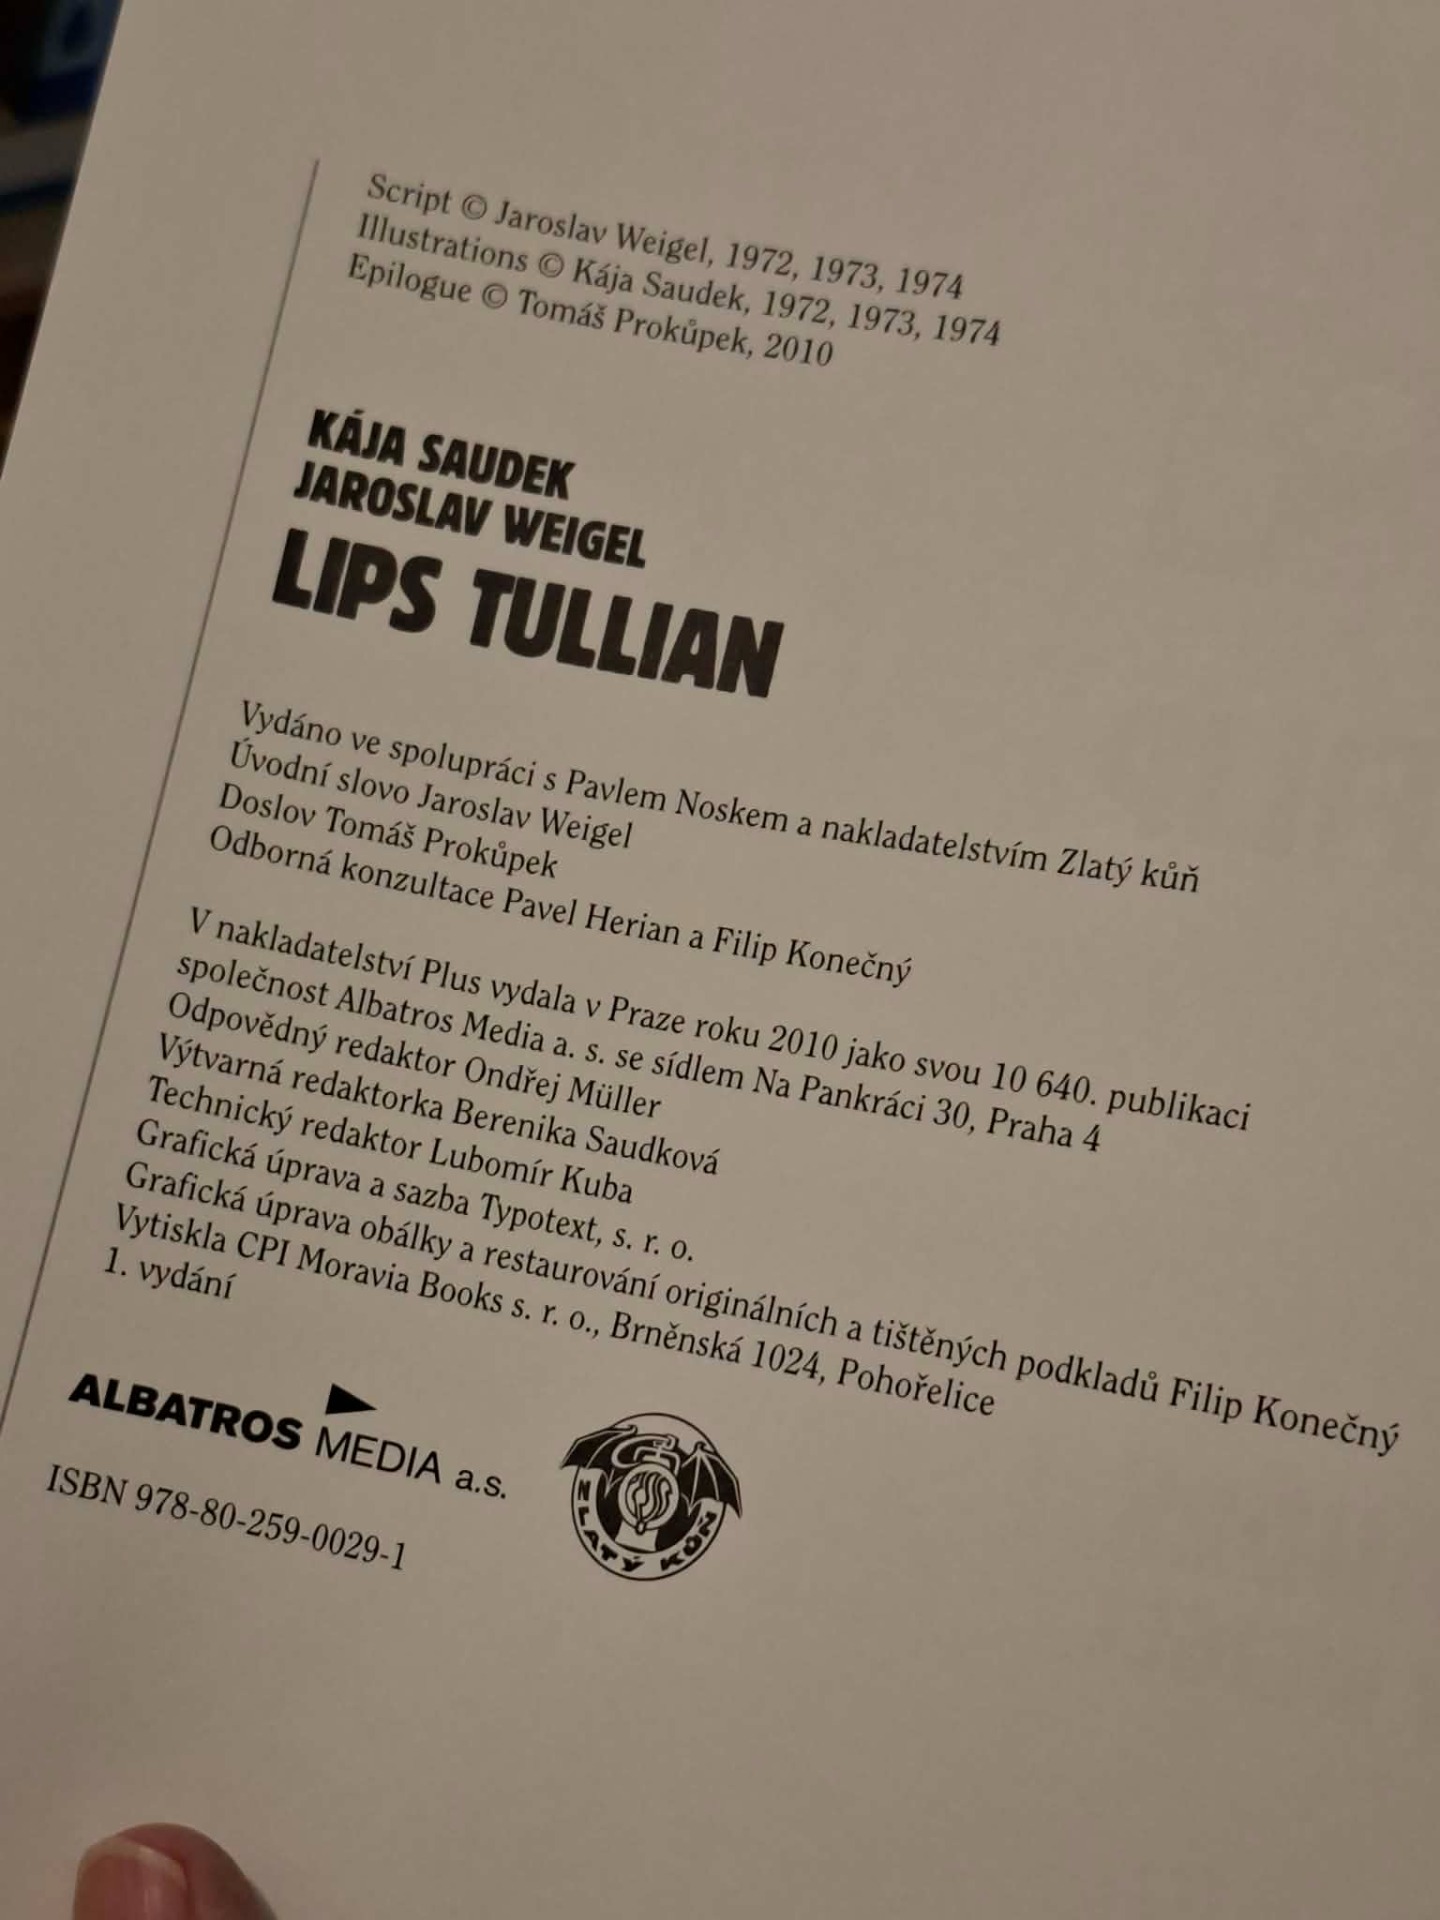 Script © Jaroslav Weigel, 1972, 1973, 1974
Illustrations © Kája Saudek, 1972, 1973, 1974
Epilogue © Tomáš Prokůpek, 2010
KÁJA SAUDEK
JAROSLAV WEIGEL
LIPS TULLIAN
Vydáno ve spolupráci s Pavlem Noskem a nakladatelstvím Zlatý kůň
Úvodní slovo Jaroslav Weigel
Doslov Tomáš Prokůpek
Odborná konzultace Pavel Herian a Filip Konečný
V nakladatelství Plus vydala v Praze roku 2010 jako svou 10 640. publikaci
společnost Albatros Media a. s. se sídlem Na Pankráci 30, Praha 4
Odpovědný redaktor Ondřej Müller
Výtvarná redaktorka Berenika Saudková
Technický redaktor Lubomír Kuba
Grafická úprava a sazba Typotext, s. r. o.
Grafická úprava obálky a restaurování originálních a tištěných podkladů Filip Konečný
Vytiskla CPI Moravia Books s. r. o., Brněnská 1024, Pohořelice
1. vydání
ALBATROS MEDIA a.s.
ZLATÝ KŮŇ
ISBN 978-80-259-0029-1